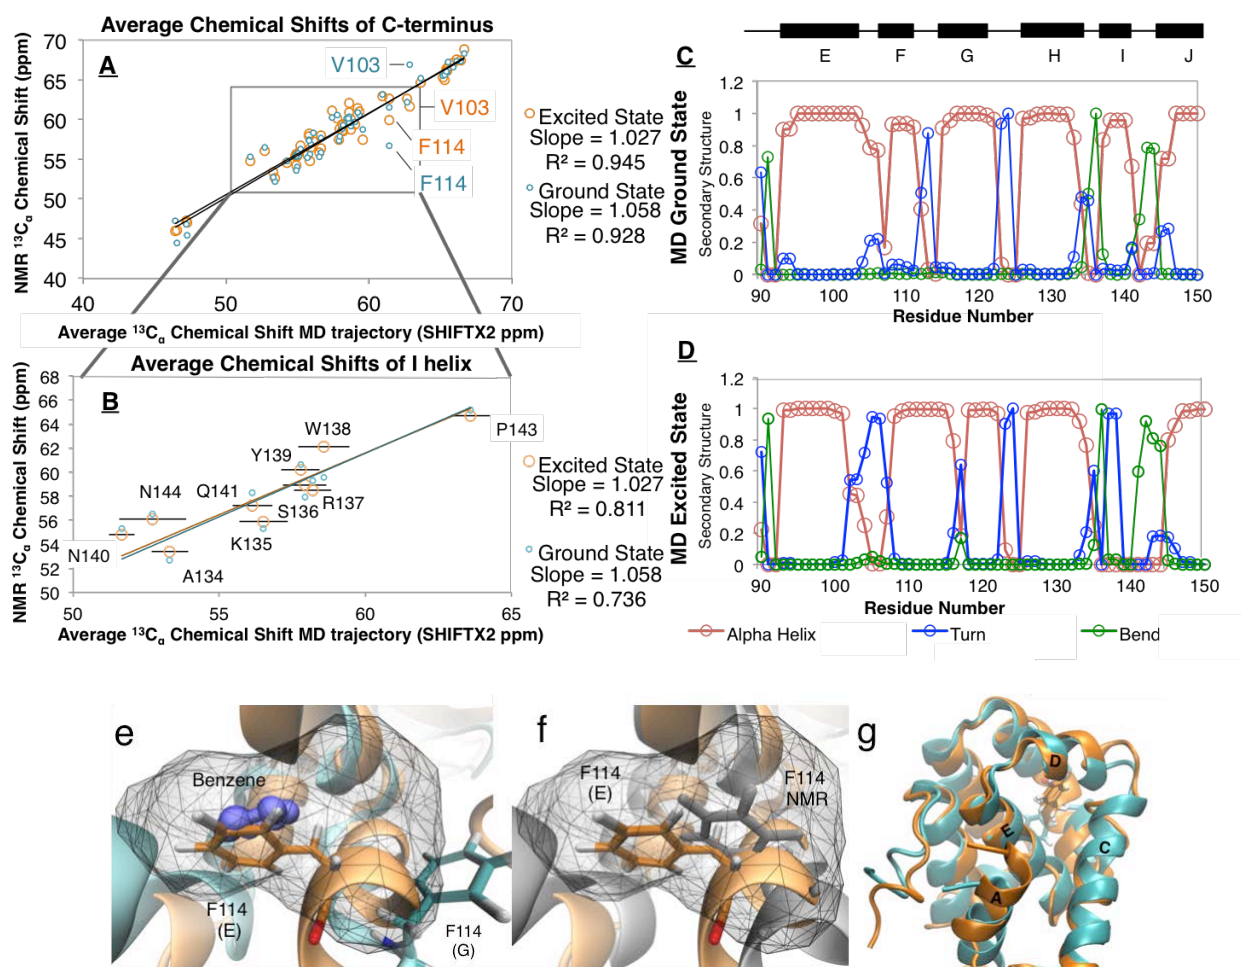 Average Chemical Shifts of C-terminus
A
NMR ¹³Cα Chemical Shift (ppm)
70
65
60
55
50
45
40
40
50
60
70
V103
V103
F114
F114
Average ¹³Cα Chemical Shift MD trajectory (SHIFTX2 ppm)
Excited State
Slope = 1.027
R² = 0.945
Ground State
Slope = 1.058
R² = 0.928
Average Chemical Shifts of I helix
B
NMR ¹³Cα Chemical Shift (ppm)
68
66
64
62
60
58
56
54
52
50
50
55
60
65
W138
P143
Y139
N144
Q141
R137
S136
K135
N140
A134
Average ¹³Cα Chemical Shift MD trajectory (SHIFTX2 ppm)
Excited State
Slope = 1.027
R² = 0.811
Ground State
Slope = 1.058
R² = 0.736
C
E F G H I J
MD Ground State
Secondary Structure
1.2
1
0.8
0.6
0.4
0.2
0
90 100 110 120 130 140 150
Residue Number
D
MD Excited State
Secondary Structure
1.2
1
0.8
0.6
0.4
0.2
0
90 100 110 120 130 140 150
Residue Number
Alpha Helix Turn Bend
e
Benzene
F114
(E)
F114
(G)
f
F114
(E)
F114
NMR
g
D
E
C
A